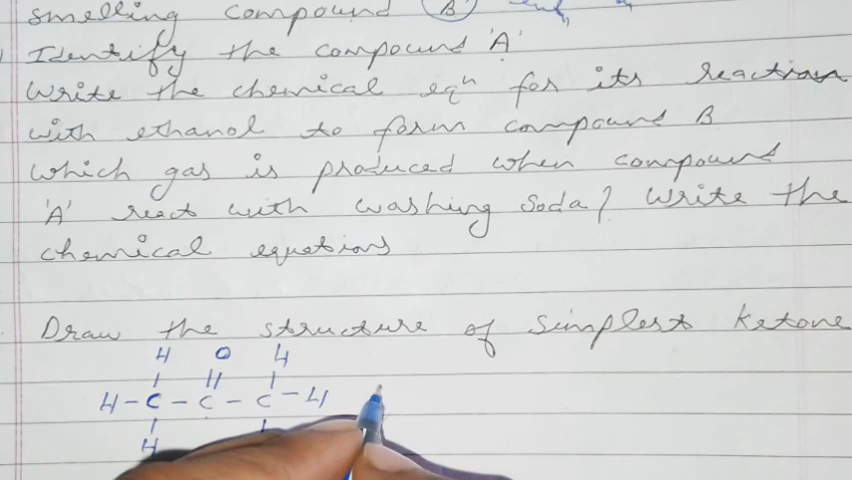 smelling compound 'B'
Identify the compound 'A'
Write the chemical eqn for its reaction
with ethanol to form compound B
Which gas is produced when compound
'A' react with washing soda? Write the
chemical equations
Draw the structure of Simplest Ketone
H O H
H - C - C - C - H
H